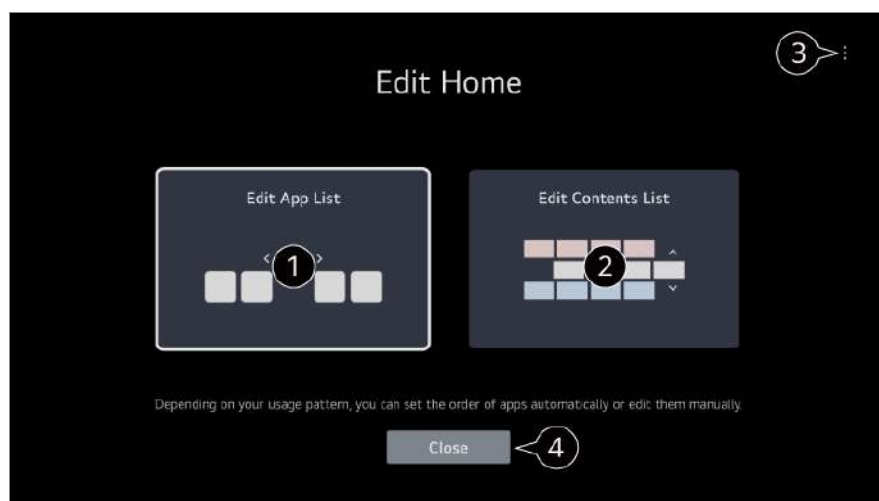 3
Edit Home
Edit App List
Edit Contents List
1
2
Depending on your usage pattern, you can set the order of apps automatically or edit them manually.
Close
4